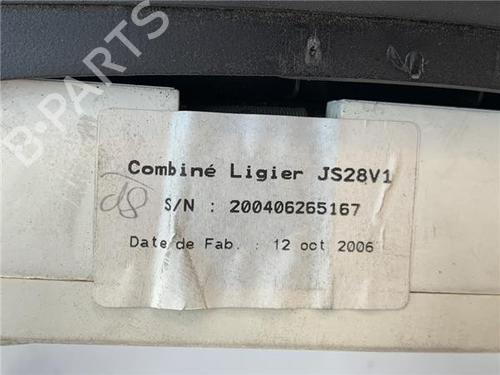 B-PARTS
Combiné Ligier JS28V1
S/N : 200406265167
Date de Fab. : 12 oct 2006